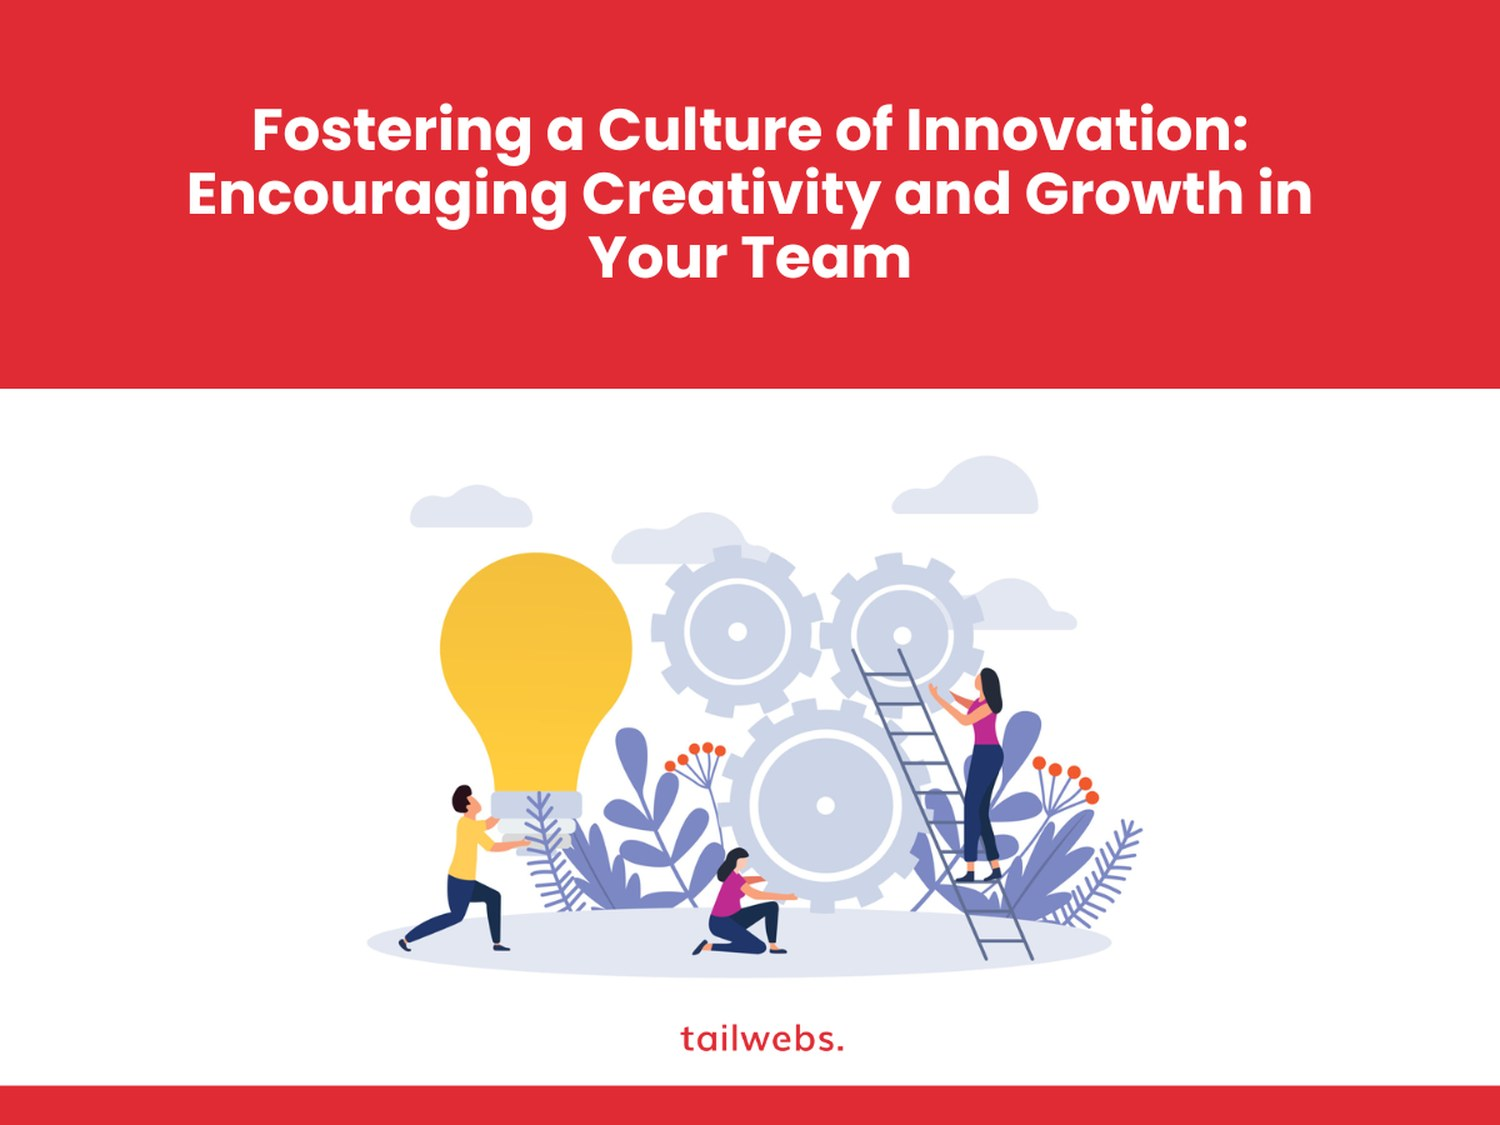 Fostering a Culture of Innovation:
Encouraging Creativity and Growth in
Your Team
tailwebs.